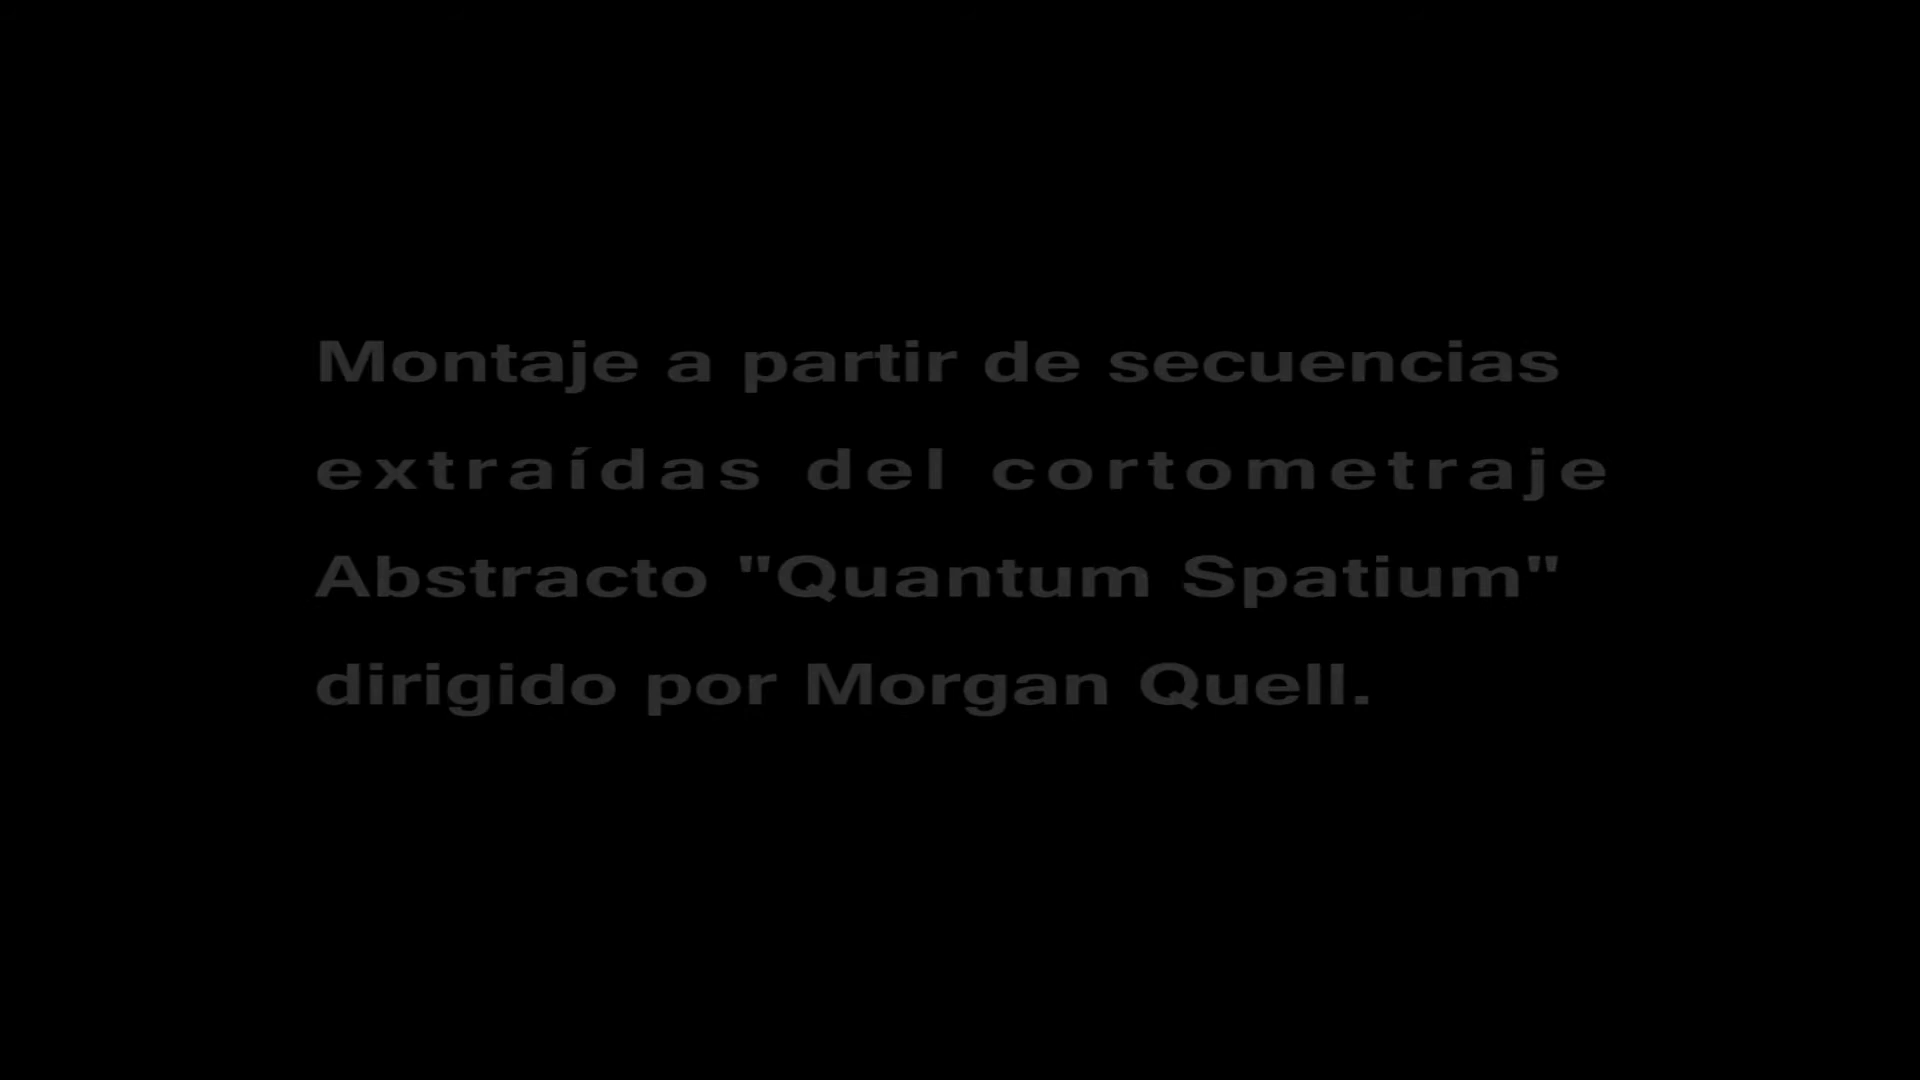 Montaje a partir de secuencias
extraídas del cortometraje
Abstracto "Quantum Spatium"
dirigido por Morgan Quell.